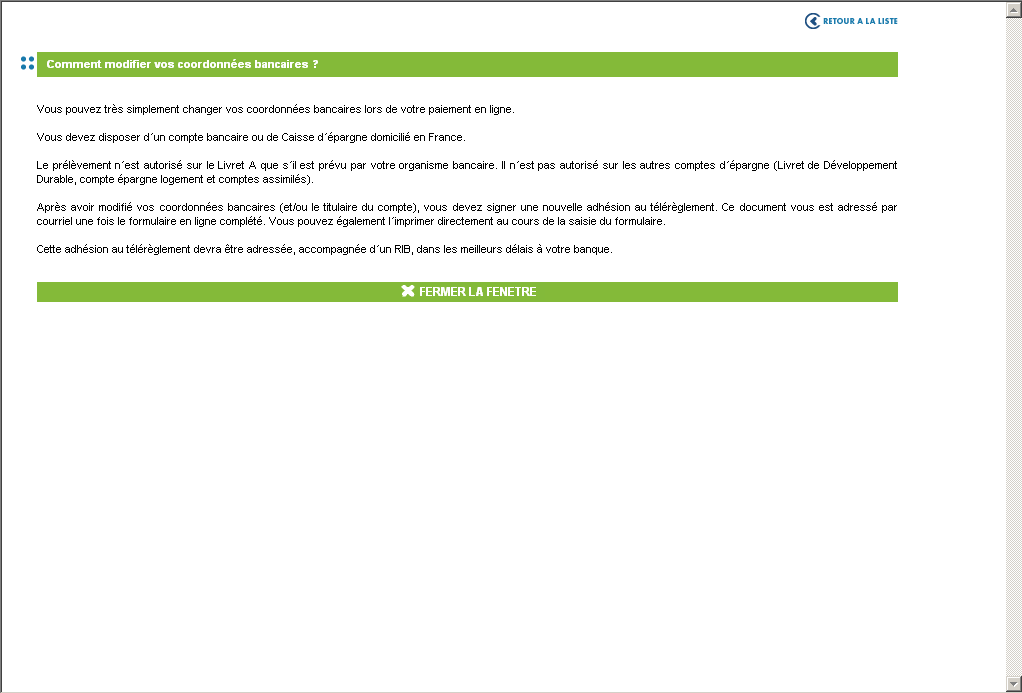 RETOUR A LA LISTE
Comment modifier vos coordonnées bancaires ?
Vous pouvez très simplement changer vos coordonnées bancaires lors de votre paiement en ligne.
Vous devez disposer d´un compte bancaire ou de Caisse d´épargne domicilié en France.
Le prélèvement n´est autorisé sur le Livret A que s´il est prévu par votre organisme bancaire. Il n´est pas autorisé sur les autres comptes d´épargne (Livret de Développement
Durable, compte épargne logement et comptes assimilés).
Après avoir modifié vos coordonnées bancaires (et/ou le titulaire du compte), vous devez signer une nouvelle adhésion au télérèglement. Ce document vous est adressé par
courriel une fois le formulaire en ligne complété. Vous pouvez également l´imprimer directement au cours de la saisie du formulaire.
Cette adhésion au télérèglement devra être adressée, accompagnée d´un RIB, dans les meilleurs délais à votre banque.
FERMER LA FENETRE